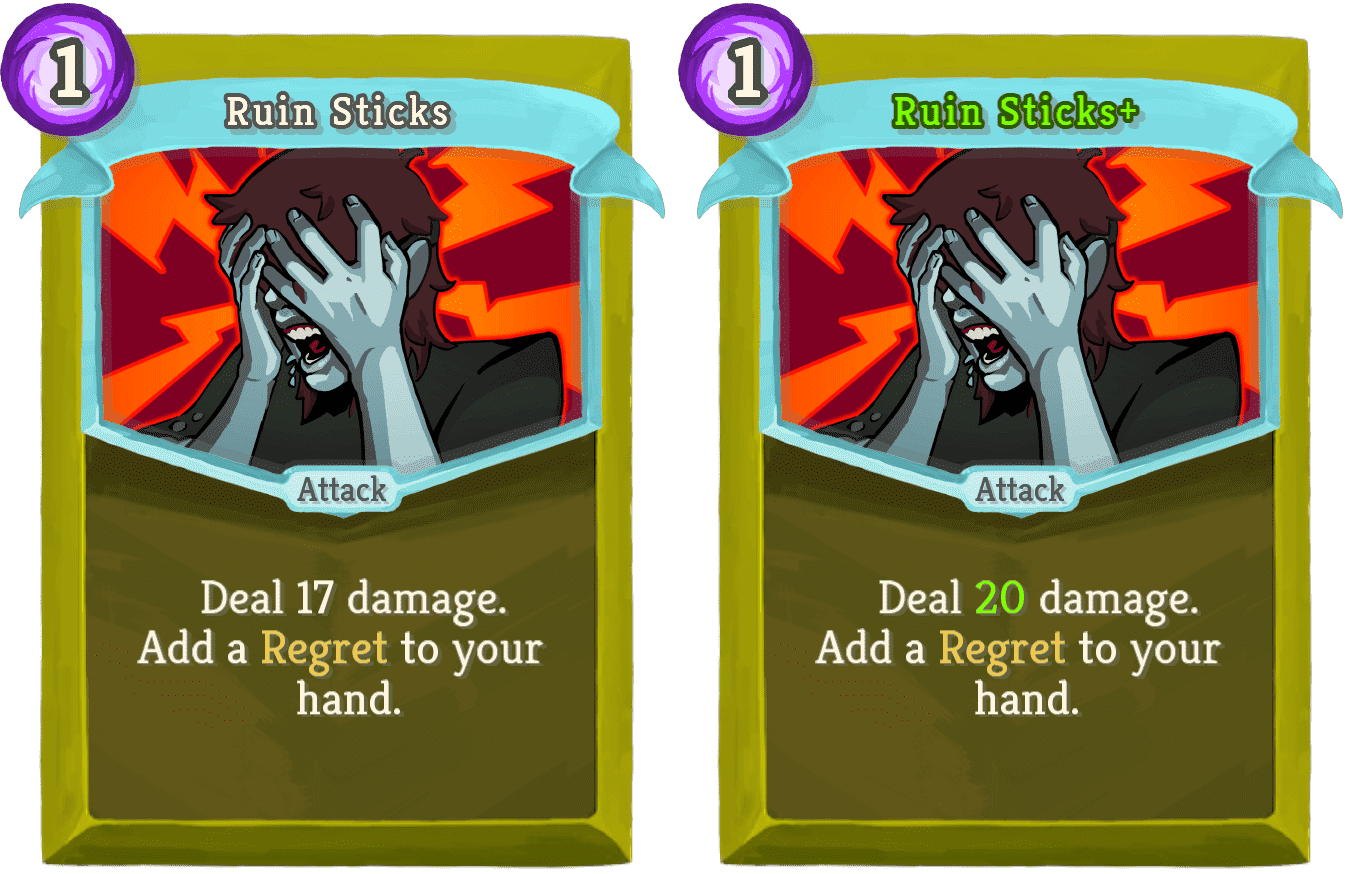 1
Ruin Sticks
Attack
Deal 17 damage.
Add a Regret to your
hand.
1
Ruin Sticks+
Attack
Deal 20 damage.
Add a Regret to your
hand.